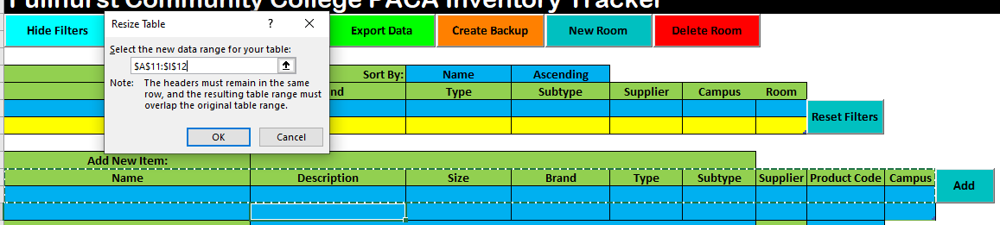 Fullhurst Community College PACA Inventory Tracker
Hide Filters
Resize Table ? ×
Export Data
Create Backup
New Room
Delete Room
Select the new data range for your table:
$A$11:$I$12
Note: The headers must remain in the same
row, and the resulting table range must
overlap the original table range.
OK Cancel
Sort By: Name Ascending
nd Type Subtype Supplier Campus Room
Reset Filters
Add New Item:
Name Description Size Brand Type Subtype Supplier Product Code Campus
Add